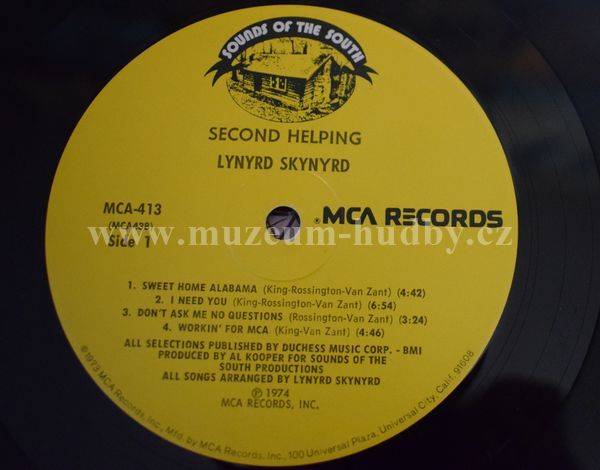 SOUNDS OF THE SOUTH
SECOND HELPING
LYNYRD SKYNYRD
MCA-413
(MCA438)
Side 1
® MCA RECORDS
www.muzeum-hudby.cz
1. SWEET HOME ALABAMA (King-Rossington-Van Zant) (4:42)
2. I NEED YOU (King-Rossington-Van Zant) (6:54)
3. DON'T ASK ME NO QUESTIONS (Rossington-Van Zant) (3:24)
4. WORKIN' FOR MCA (King-Van Zant) (4:46)
ALL SELECTIONS PUBLISHED BY DUCHESS MUSIC CORP. - BMI
PRODUCED BY AL KOOPER FOR SOUNDS OF THE
SOUTH PRODUCTIONS
ALL SONGS ARRANGED BY LYNYRD SKYNYRD
℗ 1974
MCA RECORDS, INC.
©1973 MCA Records, Inc., Mfd. by MCA Records, Inc., 100 Universal Plaza, Universal City, Calif. 91608